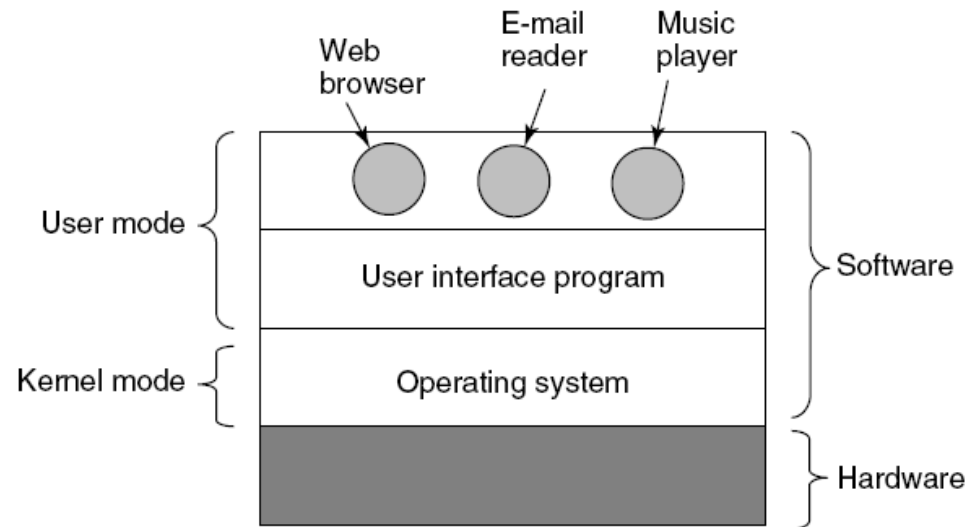 Web
browser
E-mail
reader
Music
player
User mode
User interface program
Software
Kernel mode
Operating system
Hardware